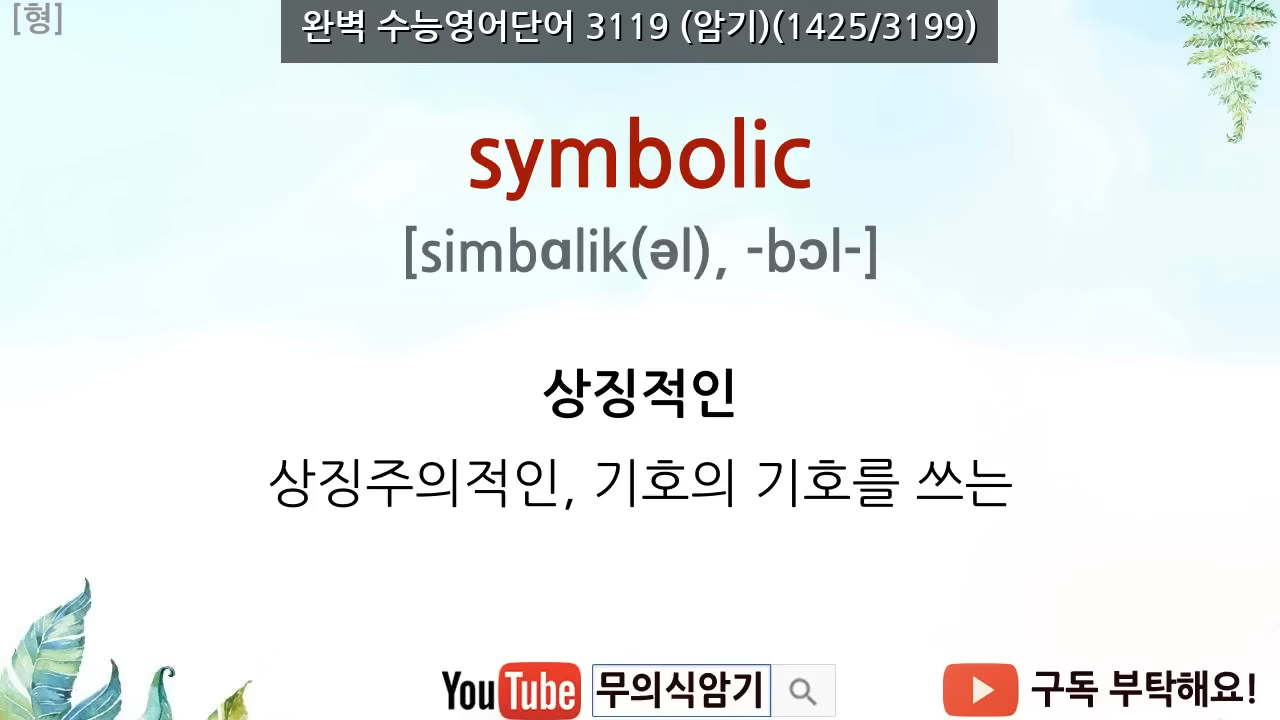 [형]
완벽 수능영어단어 3119 (암기)(1425/3199)
symbolic
[simbɑlik(əl), -bɔl-]
상징적인
상징주의적인, 기호의 기호를 쓰는
YouTube 무의식암기 구독 부탁해요!